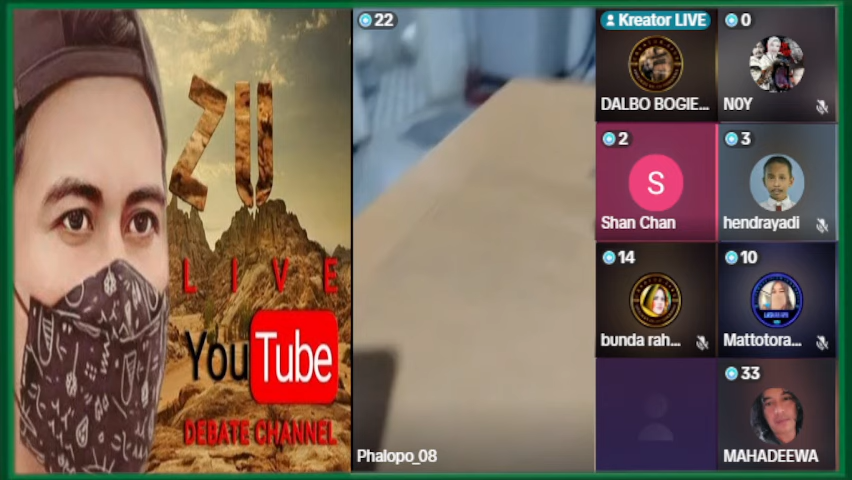 ZU
LIVE
YouTube
DEBATE CHANNEL
22
Phalopo_08
Kreator LIVE
DALBO BOGIE...
0
N0Y
2
S
Shan Chan
3
hendrayadi
14
bunda rah...
10
Mattotora...
33
MAHADEEWA